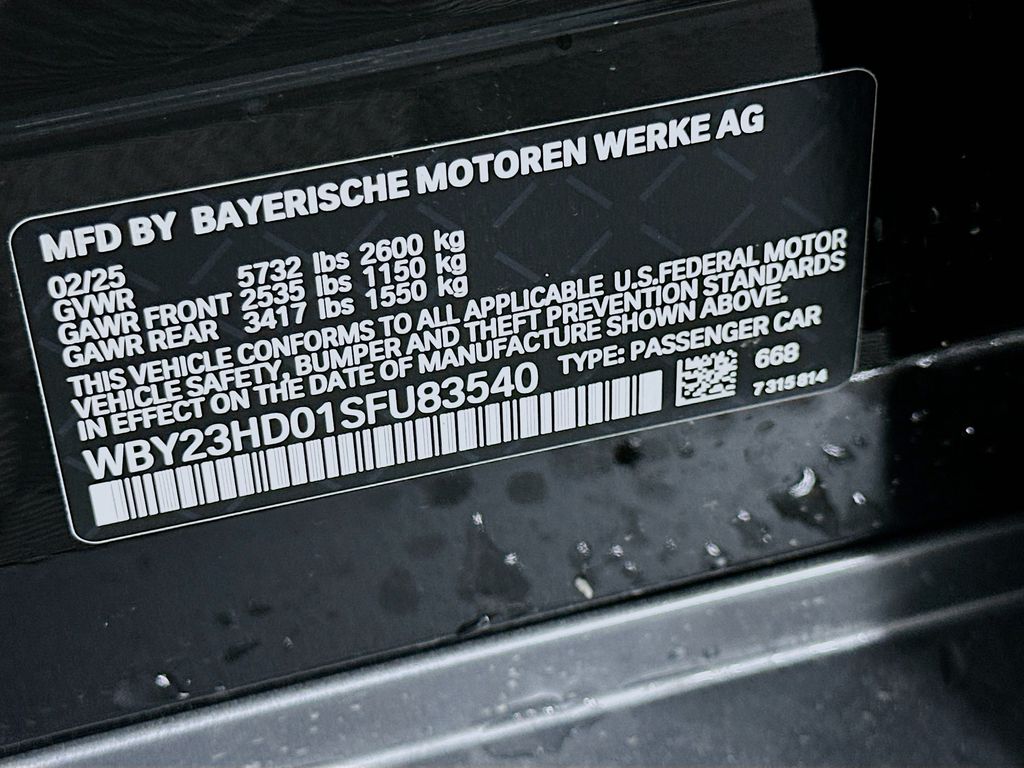 MFD BY BAYERISCHE MOTOREN WERKE AG
02/25
GVWR 5732 lbs 2600 kg
GAWR FRONT 2535 lbs 1150 kg
GAWR REAR 3417 lbs 1550 kg
THIS VEHICLE CONFORMS TO ALL APPLICABLE U.S.FEDERAL MOTOR
VEHICLE SAFETY, BUMPER AND THEFT PREVENTION STANDARDS
IN EFFECT ON THE DATE OF MANUFACTURE SHOWN ABOVE.
WBY23HD01SFU83540 TYPE: PASSENGER CAR
668
7315814